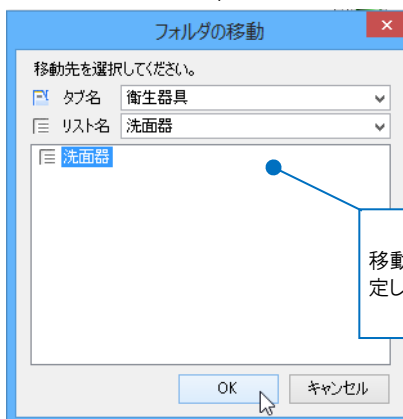 フォルダの移動
移動先を選択してください。
タブ名 衛生器具
リスト名 洗面器
洗面器
移動
定し
OK キャンセル